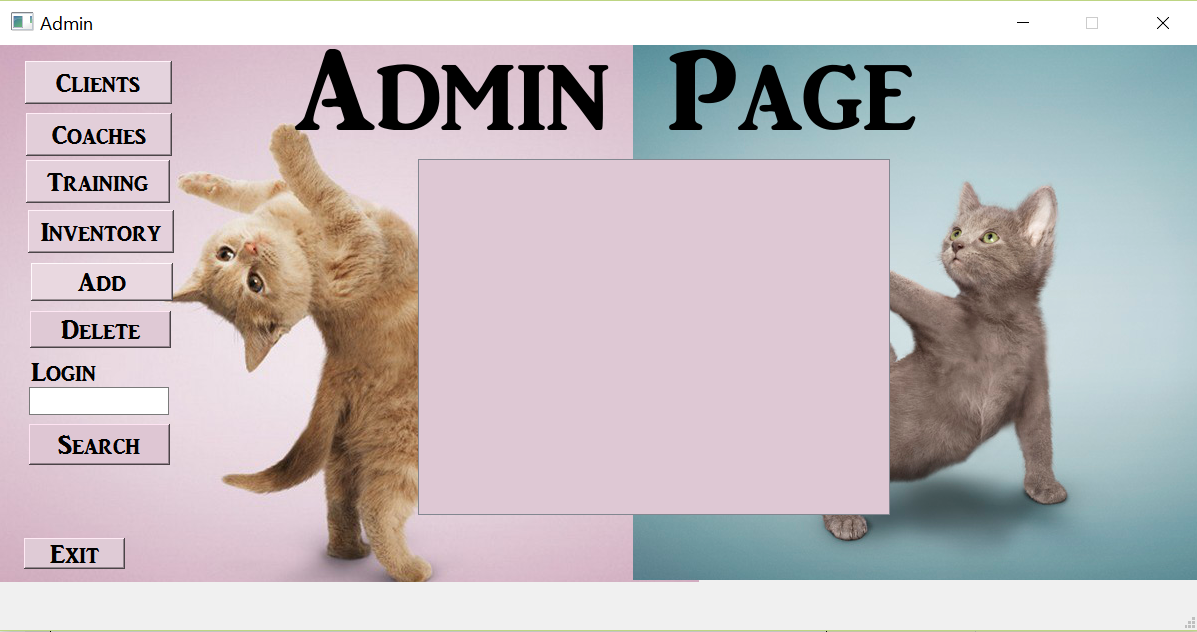 Admin
Admin Page
Clients
Coaches
Training
Inventory
Add
Delete
Login
Search
Exit